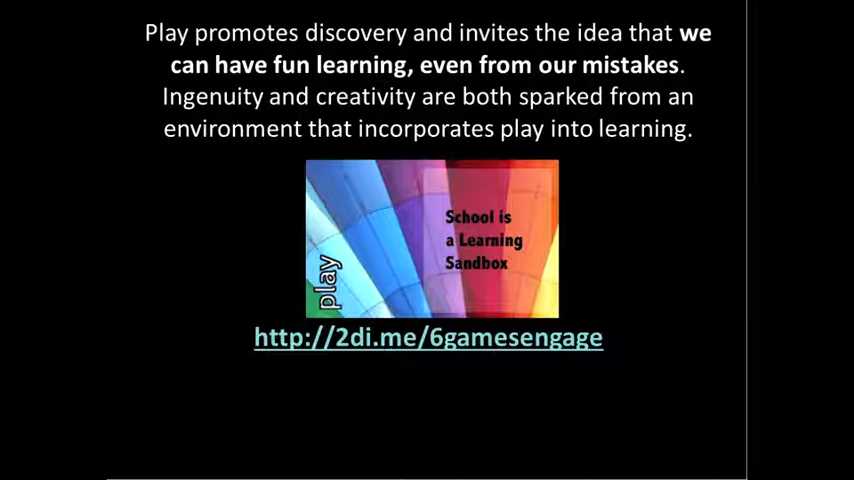 Play promotes discovery and invites the idea that we
can have fun learning, even from our mistakes.
Ingenuity and creativity are both sparked from an
environment that incorporates play into learning.
School is
a Learning
Sandbox
play
http://2di.me/6gamesengage